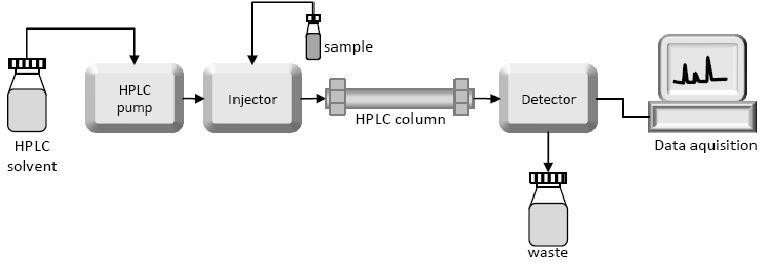 sample
HPLC
pump
Injector
Detector
HPLC column
HPLC
solvent
Data aquisition
waste